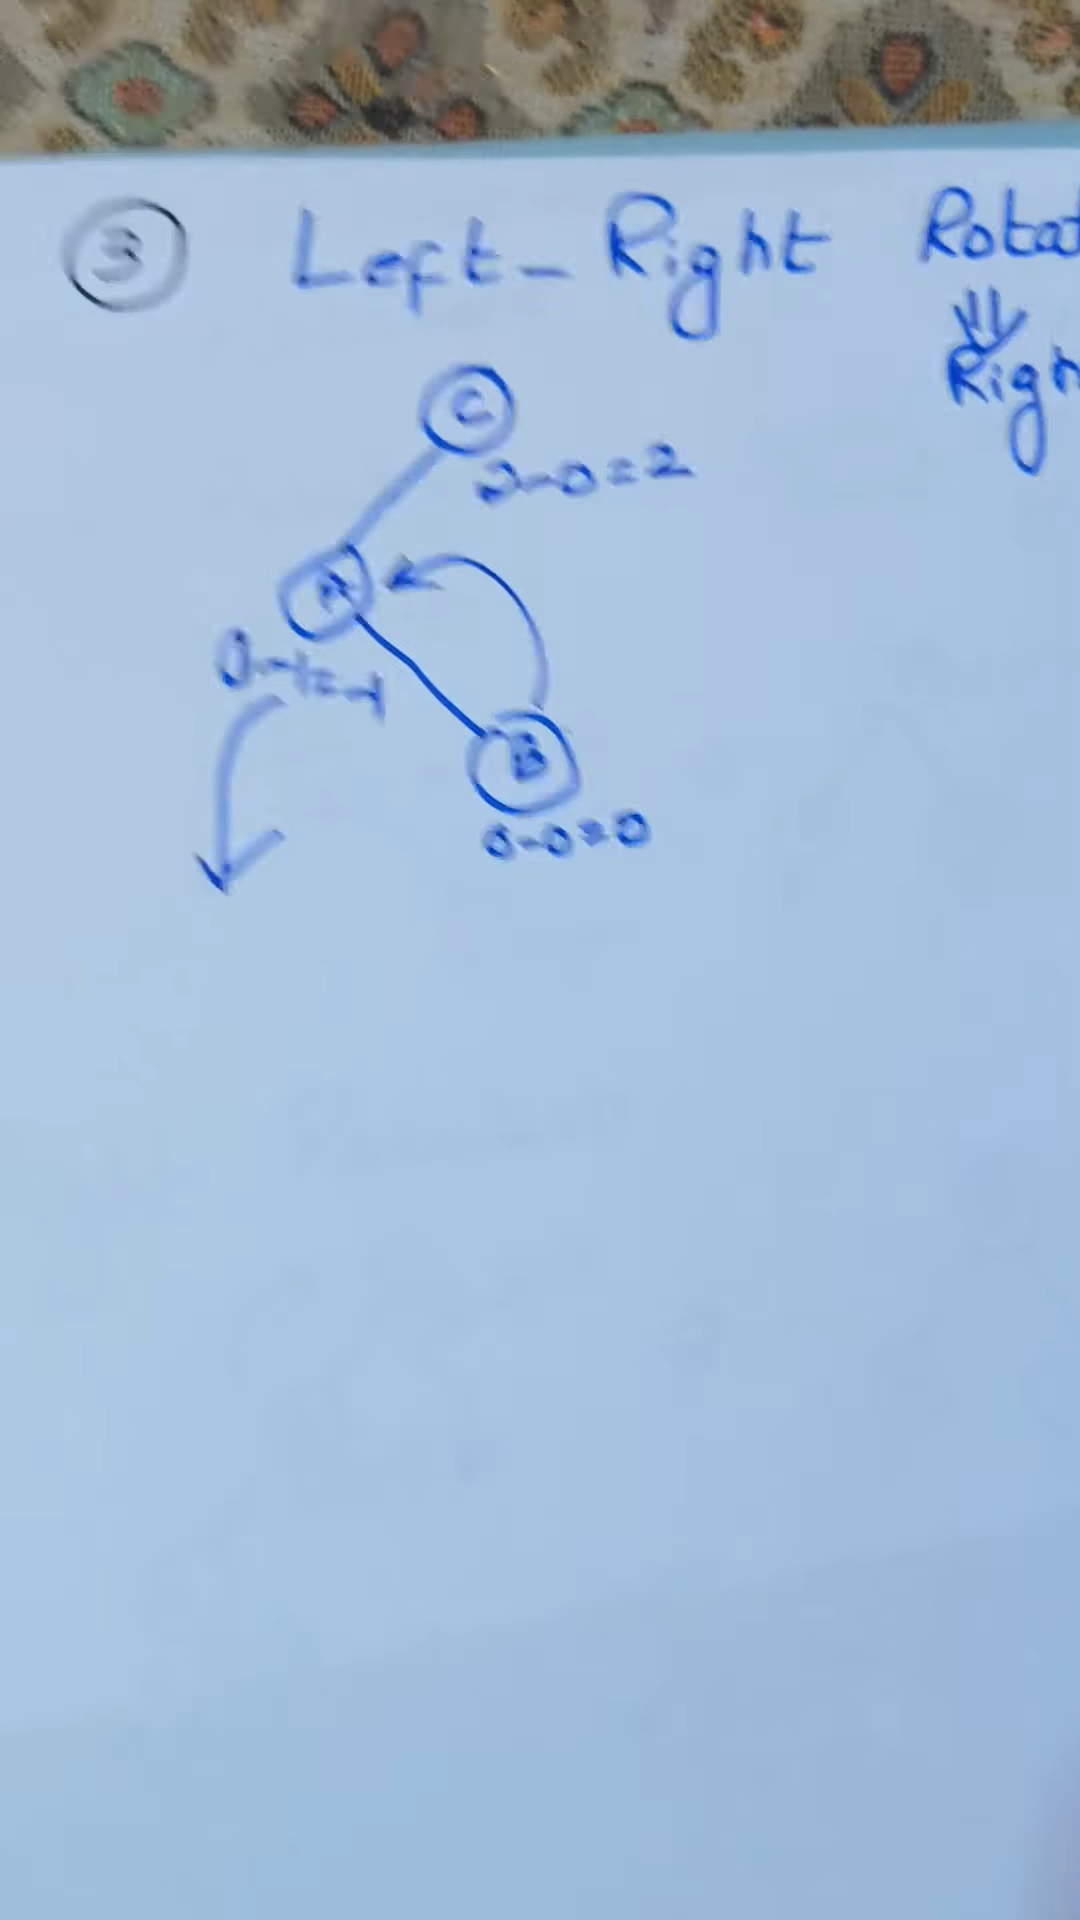 3 Left-Right Rotat
Righ
C
2-0=2
A
0-1=-1
B
0-0=0